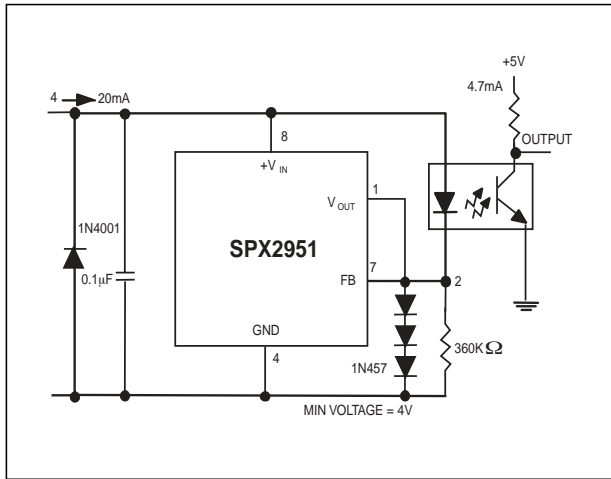 +5V
4.7mA
4 20mA
OUTPUT
8
+V IN
1
V OUT
1N4001
SPX2951
0.1µF
FB
7
2
GND
4
360KΩ
1N457
MIN VOLTAGE = 4V